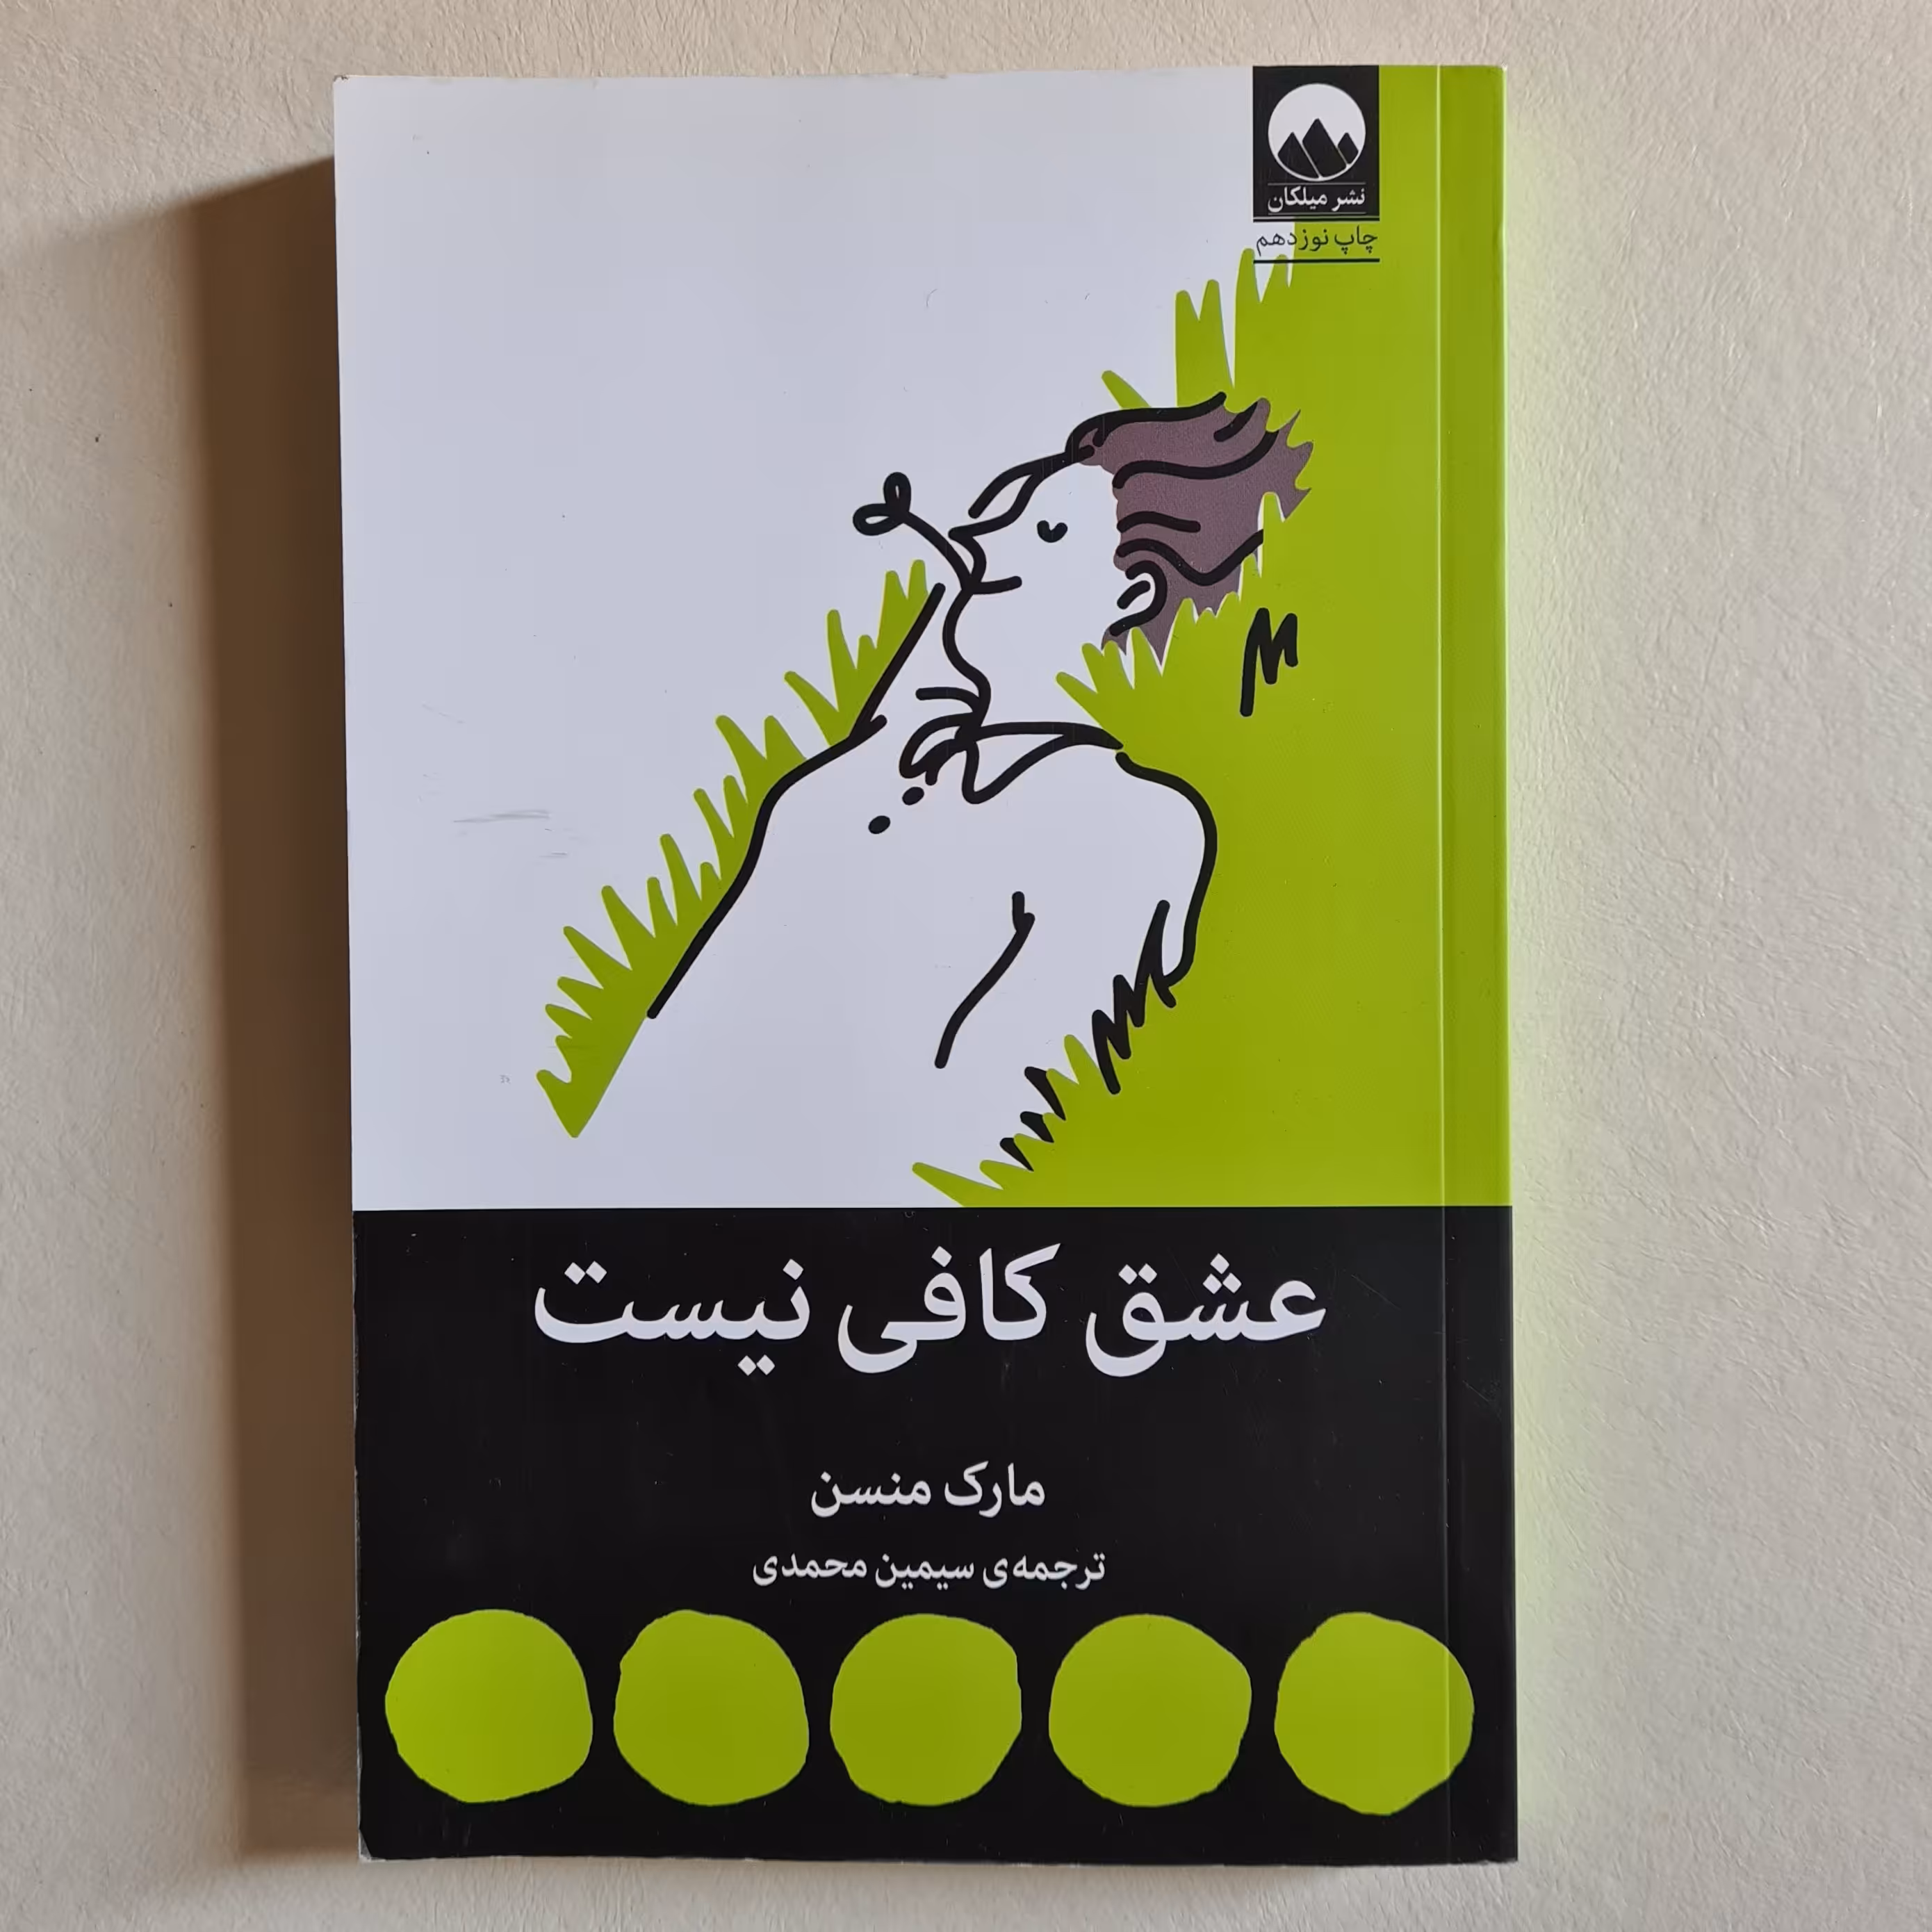 نشر میلکان
چاپ نوزدهم
عشق کافی نیست
مارک منسن
ترجمه‌ی سیمین محمدی